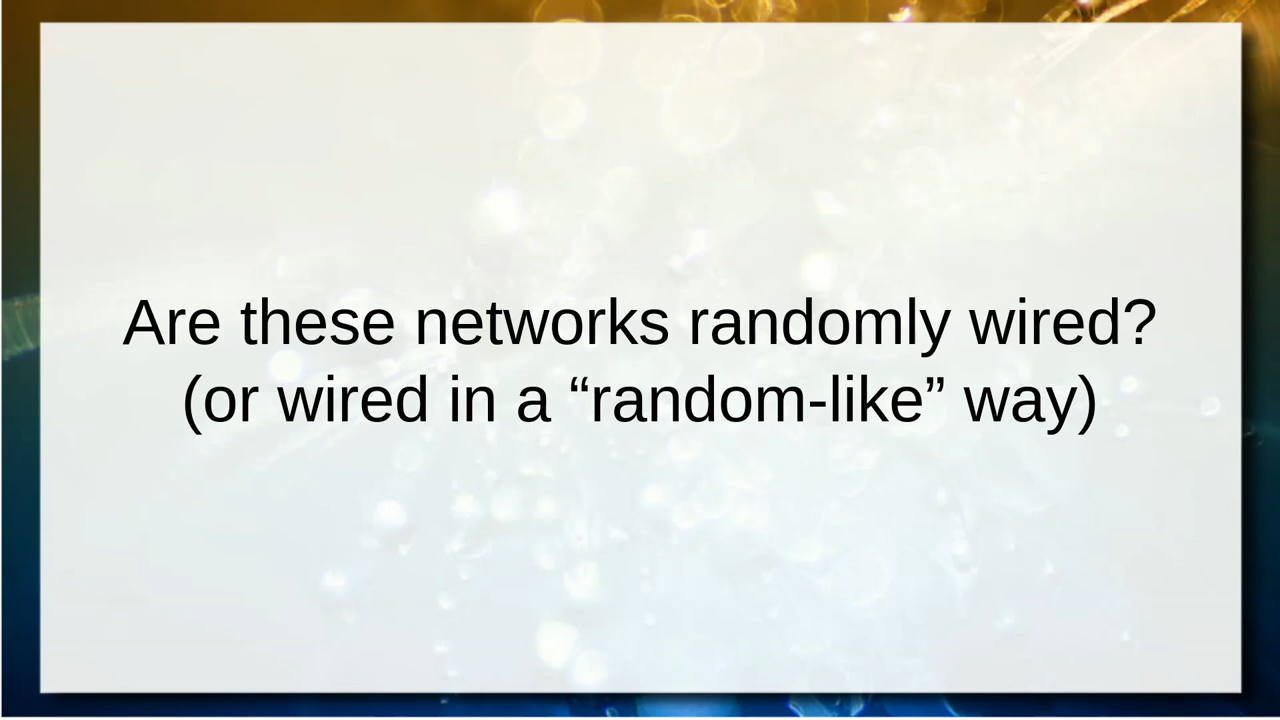 Are these networks randomly wired?
(or wired in a “random-like” way)